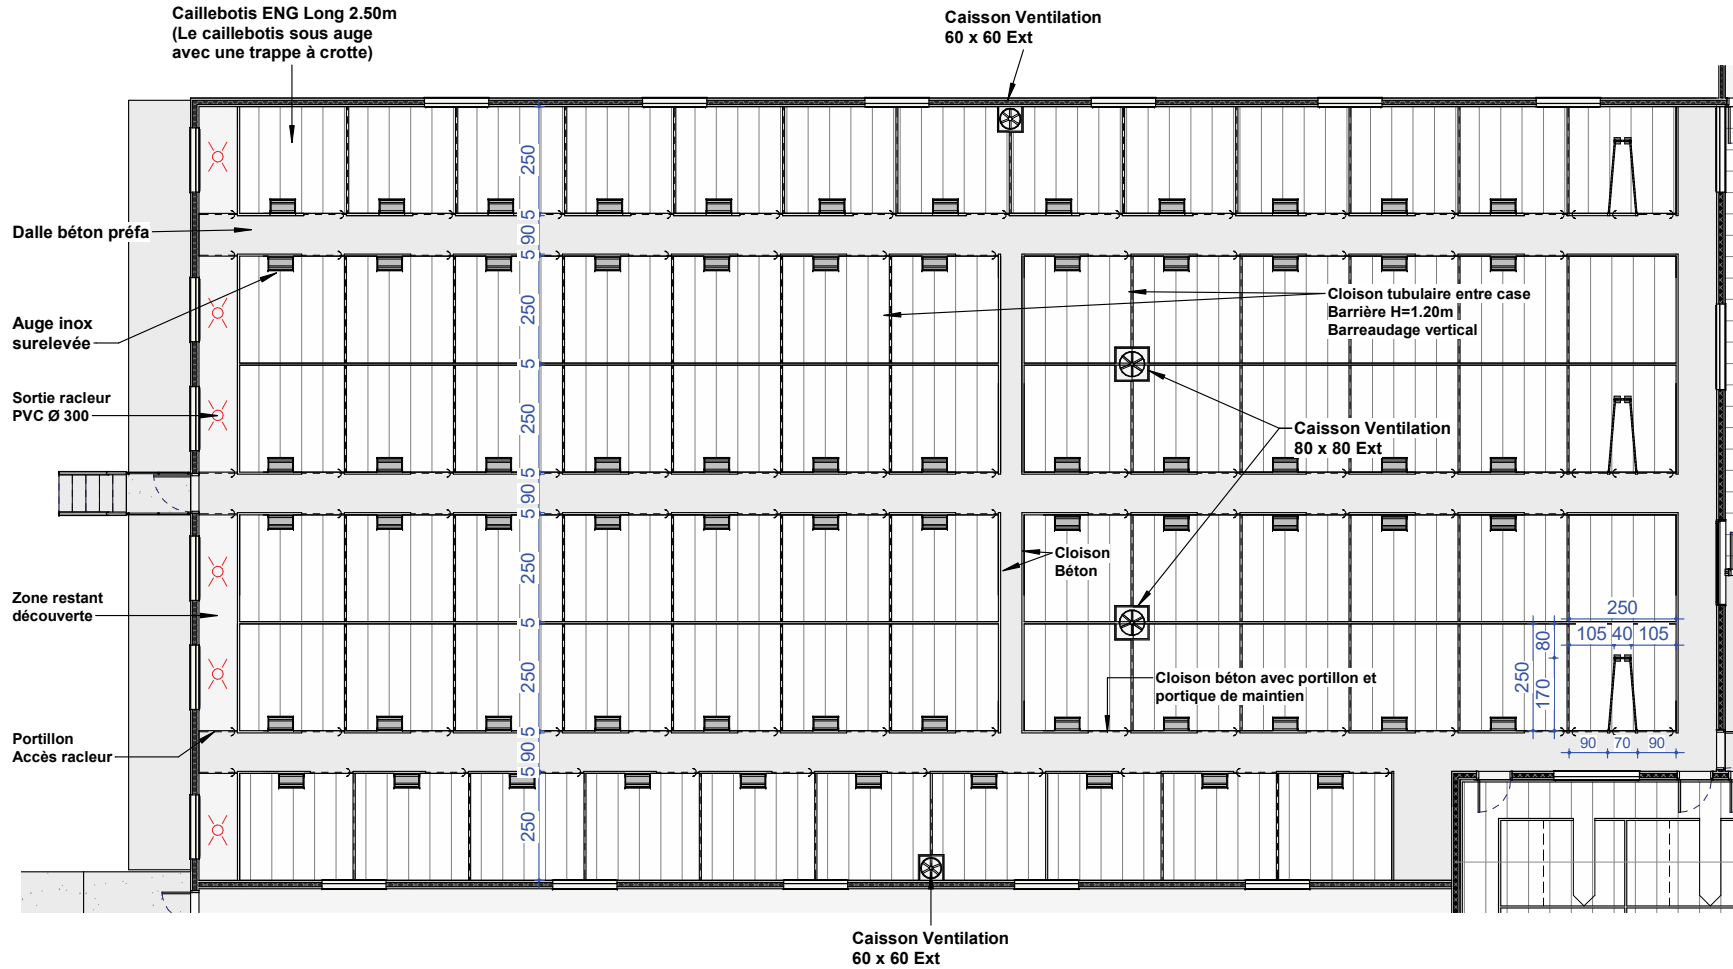 Caillebotis ENG Long 2.50m
(Le caillebotis sous auge
avec une trappe à crotte)
Caisson Ventilation
60 x 60 Ext
250
Dalle béton préfa
5
90
5
Auge inox
surelevée
250
Cloison tubulaire entre case
Barrière H=1.20m
Barreaudage vertical
5
Sortie racleur
PVC Ø 300
250
Caisson Ventilation
80 x 80 Ext
5
90
5
250
Cloison
Béton
Zone restant
découverte
5
250
105 40 105
80
250
170
250
Cloison béton avec portillon et
portique de maintien
Portillon
Accès racleur
5
90
5
90 70 90
250
Caisson Ventilation
60 x 60 Ext